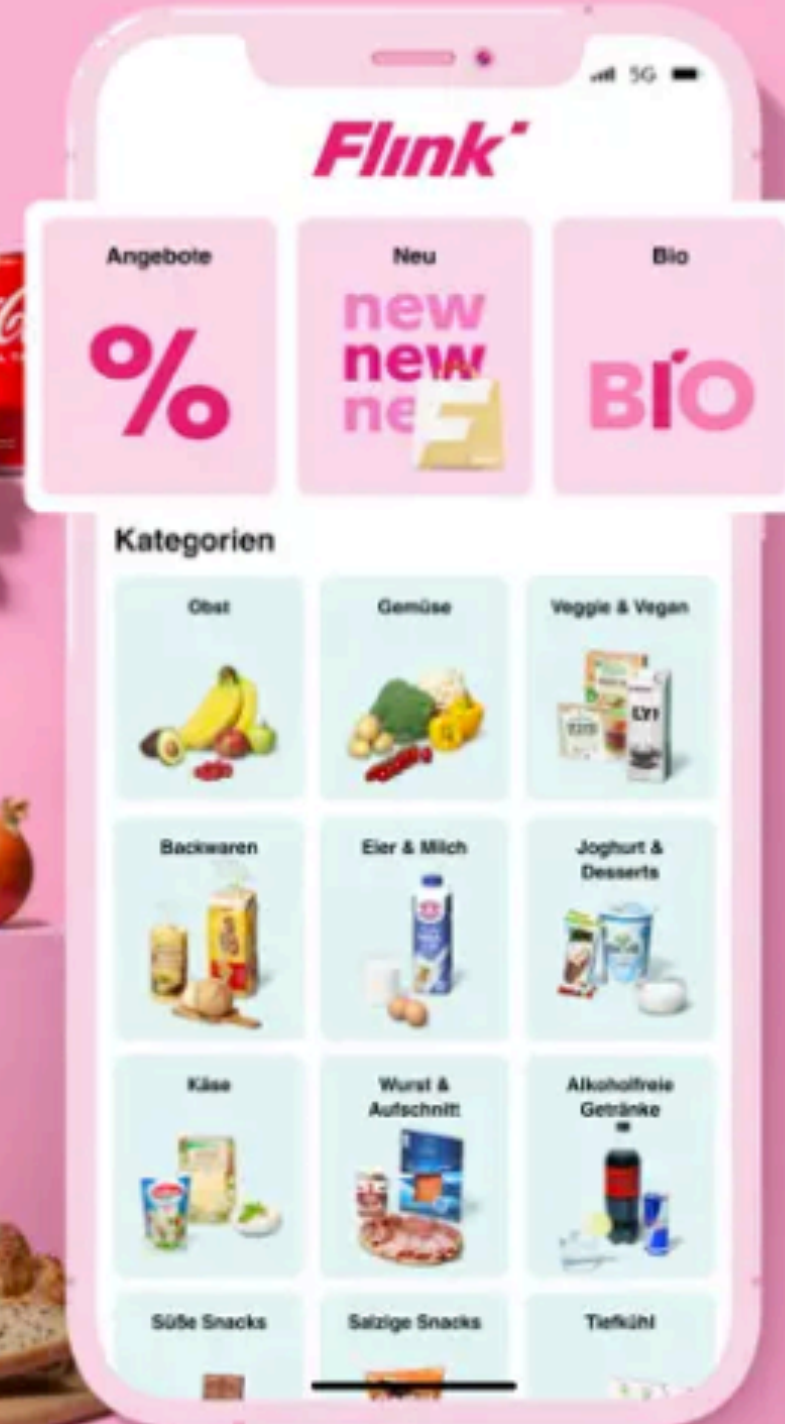 5G
Flink
Angebote
Neu
Bio
%
new
new
ne
BIO
Kategorien
Obst
Gemüse
Veggie & Vegan
Backwaren
Eier & Milch
Joghurt &
Desserts
Käse
Wurst &
Aufschnitt
Alkoholfreie
Getränke
Süße Snacks
Salzige Snacks
Tiefkühl